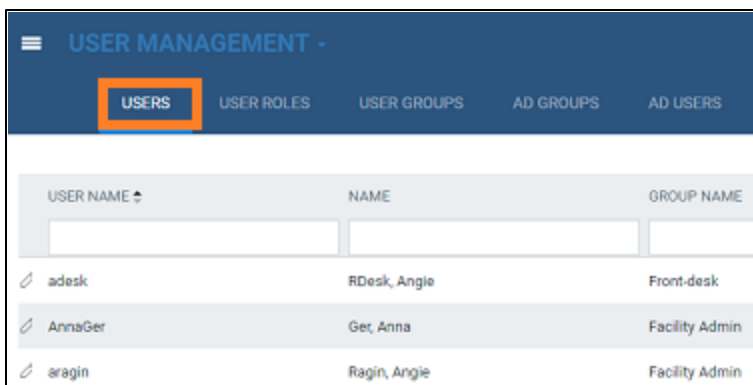 USER MANAGEMENT
USERS USER ROLES USER GROUPS AD GROUPS AD USERS
USER NAME NAME GROUP NAME
adesk RDesk, Angie Front-desk
AnnaGer Ger, Anna Facility Admin
aragin Ragin, Angie Facility Admin